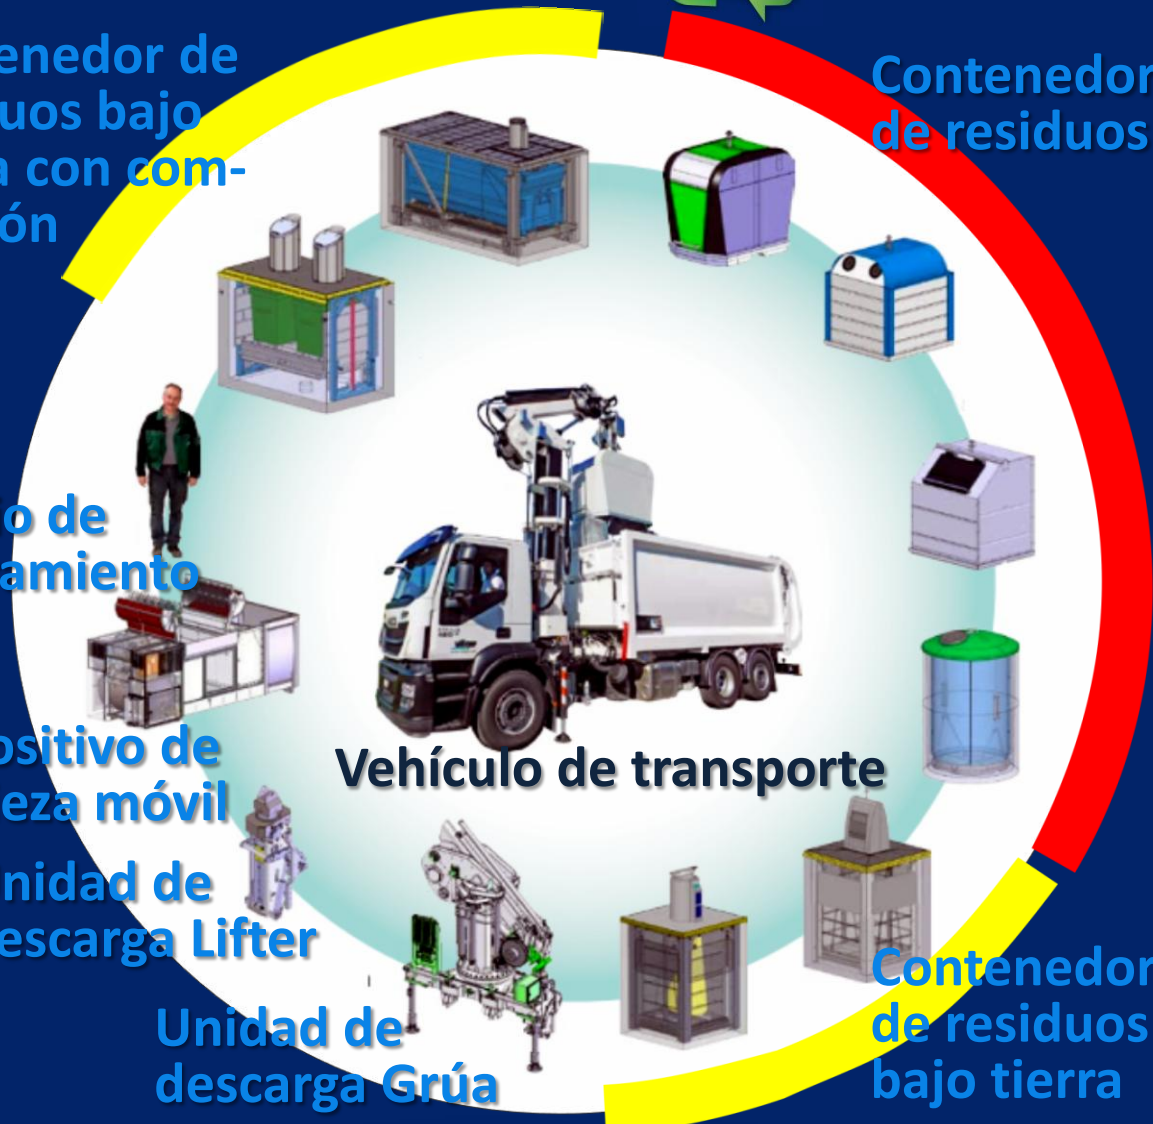 enedor de
uos bajo
a con com-
ón
Contenedor
de residuos
o de
amiento
Vehículo de transporte
ositivo de
eza móvil
nidad de
escarga Lifter
Unidad de
descarga Grúa
Contenedor
de residuos
bajo tierra